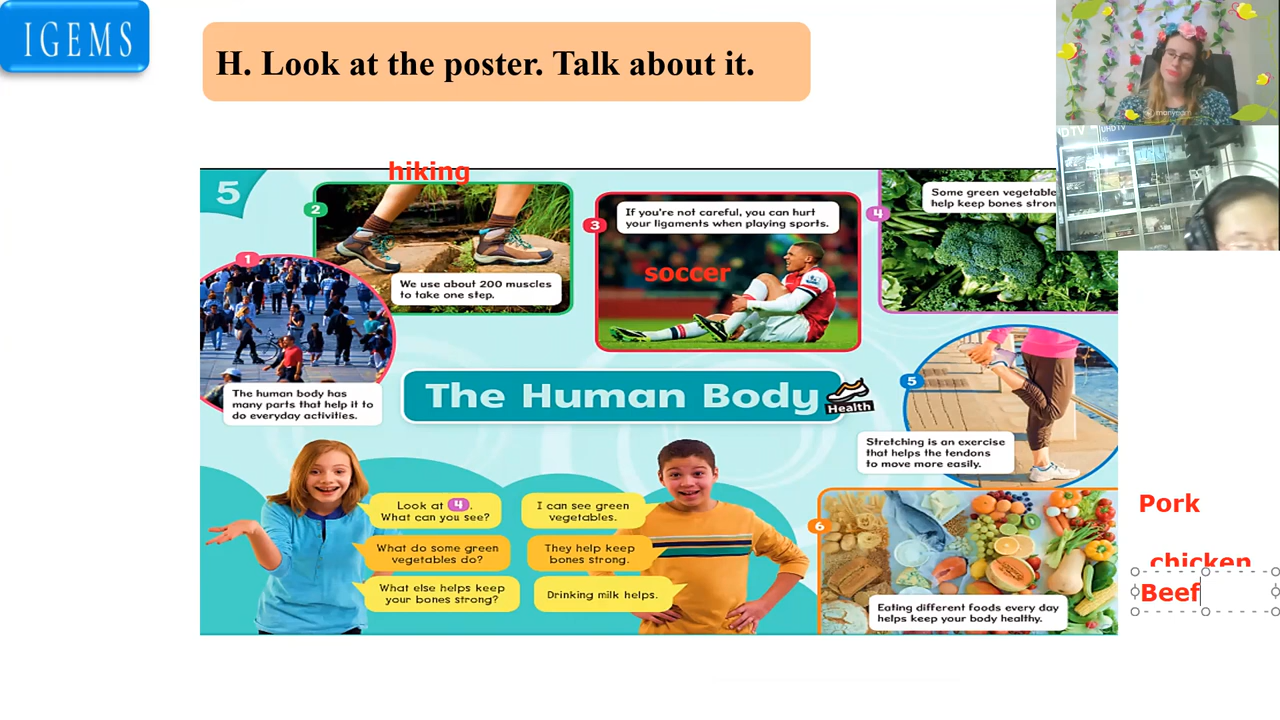 IGEMS
H. Look at the poster. Talk about it.
hiking
5
2
We use about 200 muscles
to take one step.
3
If you're not careful, you can hurt
your ligaments when playing sports.
soccer
4
Some green vegetable
help keep bones stron
1
The human body has
many parts that help it to
do everyday activities.
The Human Body
Health
5
Stretching is an exercise
that helps the tendons
to move more easily.
Look at 4.
What can you see?
I can see green
vegetables.
What do some green
vegetables do?
They help keep
bones strong.
What else helps keep
your bones strong?
Drinking milk helps.
6
Eating different foods every day
helps keep your body healthy.
Pork
chicken
Beef
manycam
UHDTV